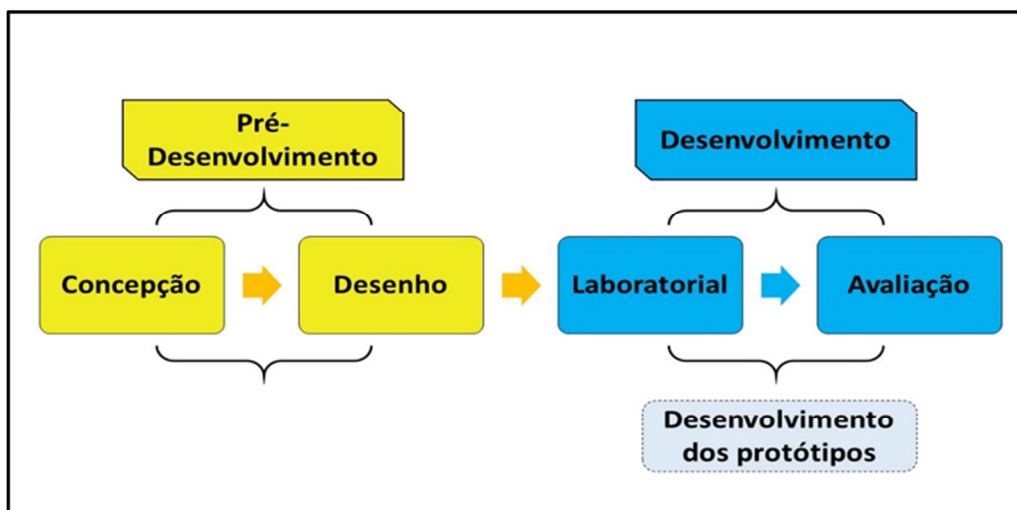 Pré-
Desenvolvimento
Desenvolvimento
Concepção
Desenho
Laboratorial
Avaliação
Desenvolvimento
dos protótipos